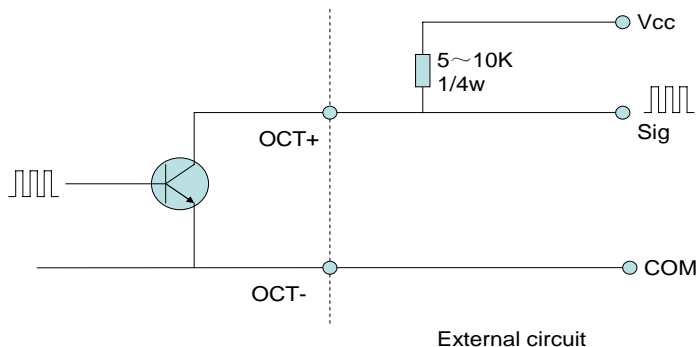 Vcc
5～10K
1/4w
OCT+
Sig
COM
OCT-
External circuit